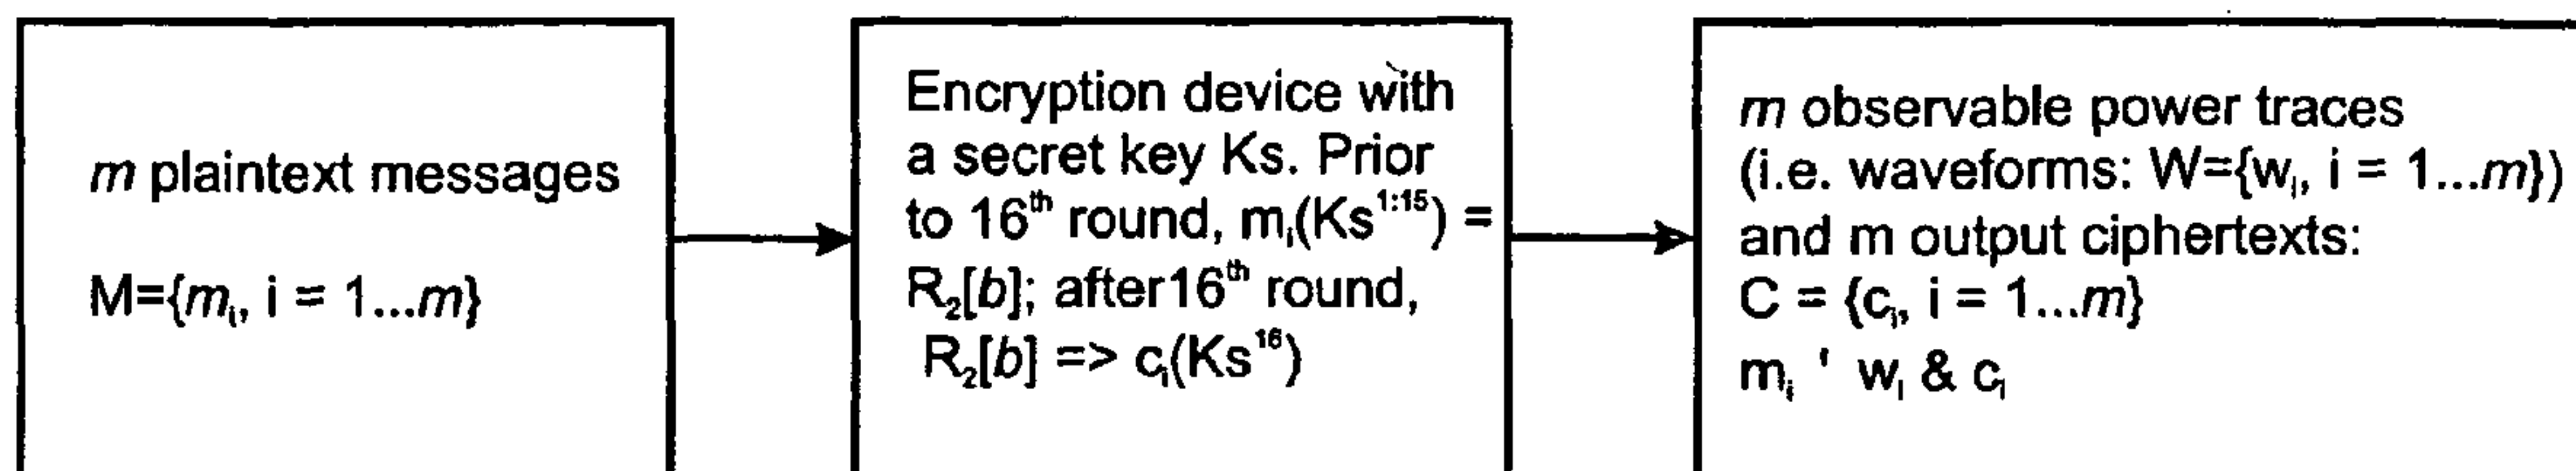 m plaintext messages
M={mᵢ, i = 1...m}
Encryption device with
a secret key Ks. Prior
to 16ᵗʰ round, mᵢ(Ks¹:¹⁵) =
R₂[b]; after16ᵗʰ round,
R₂[b] => cᵢ(Ks¹⁶)
m observable power traces
(i.e. waveforms: W={wᵢ, i = 1...m})
and m output ciphertexts:
C = {cᵢ, i = 1...m}
mᵢ ' wᵢ & cᵢ